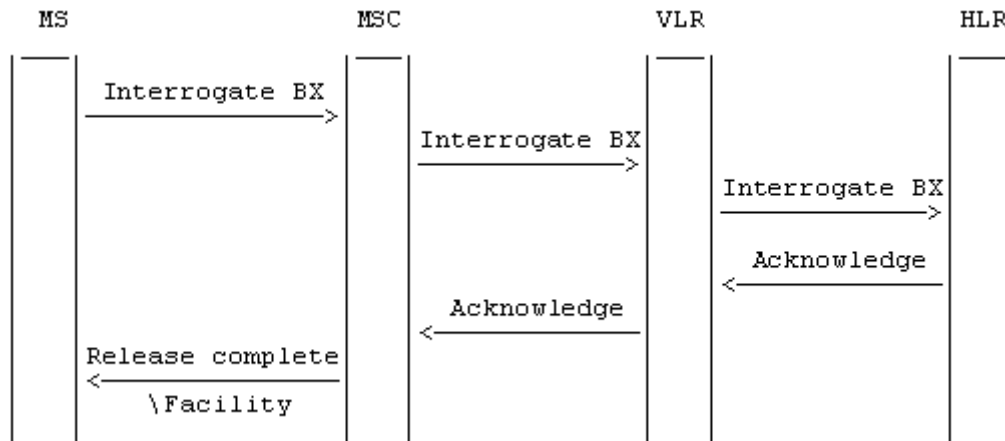 MS MSC VLR HLR
Interrogate BX
Interrogate BX
Interrogate BX
Acknowledge
Acknowledge
Release complete
\Facility